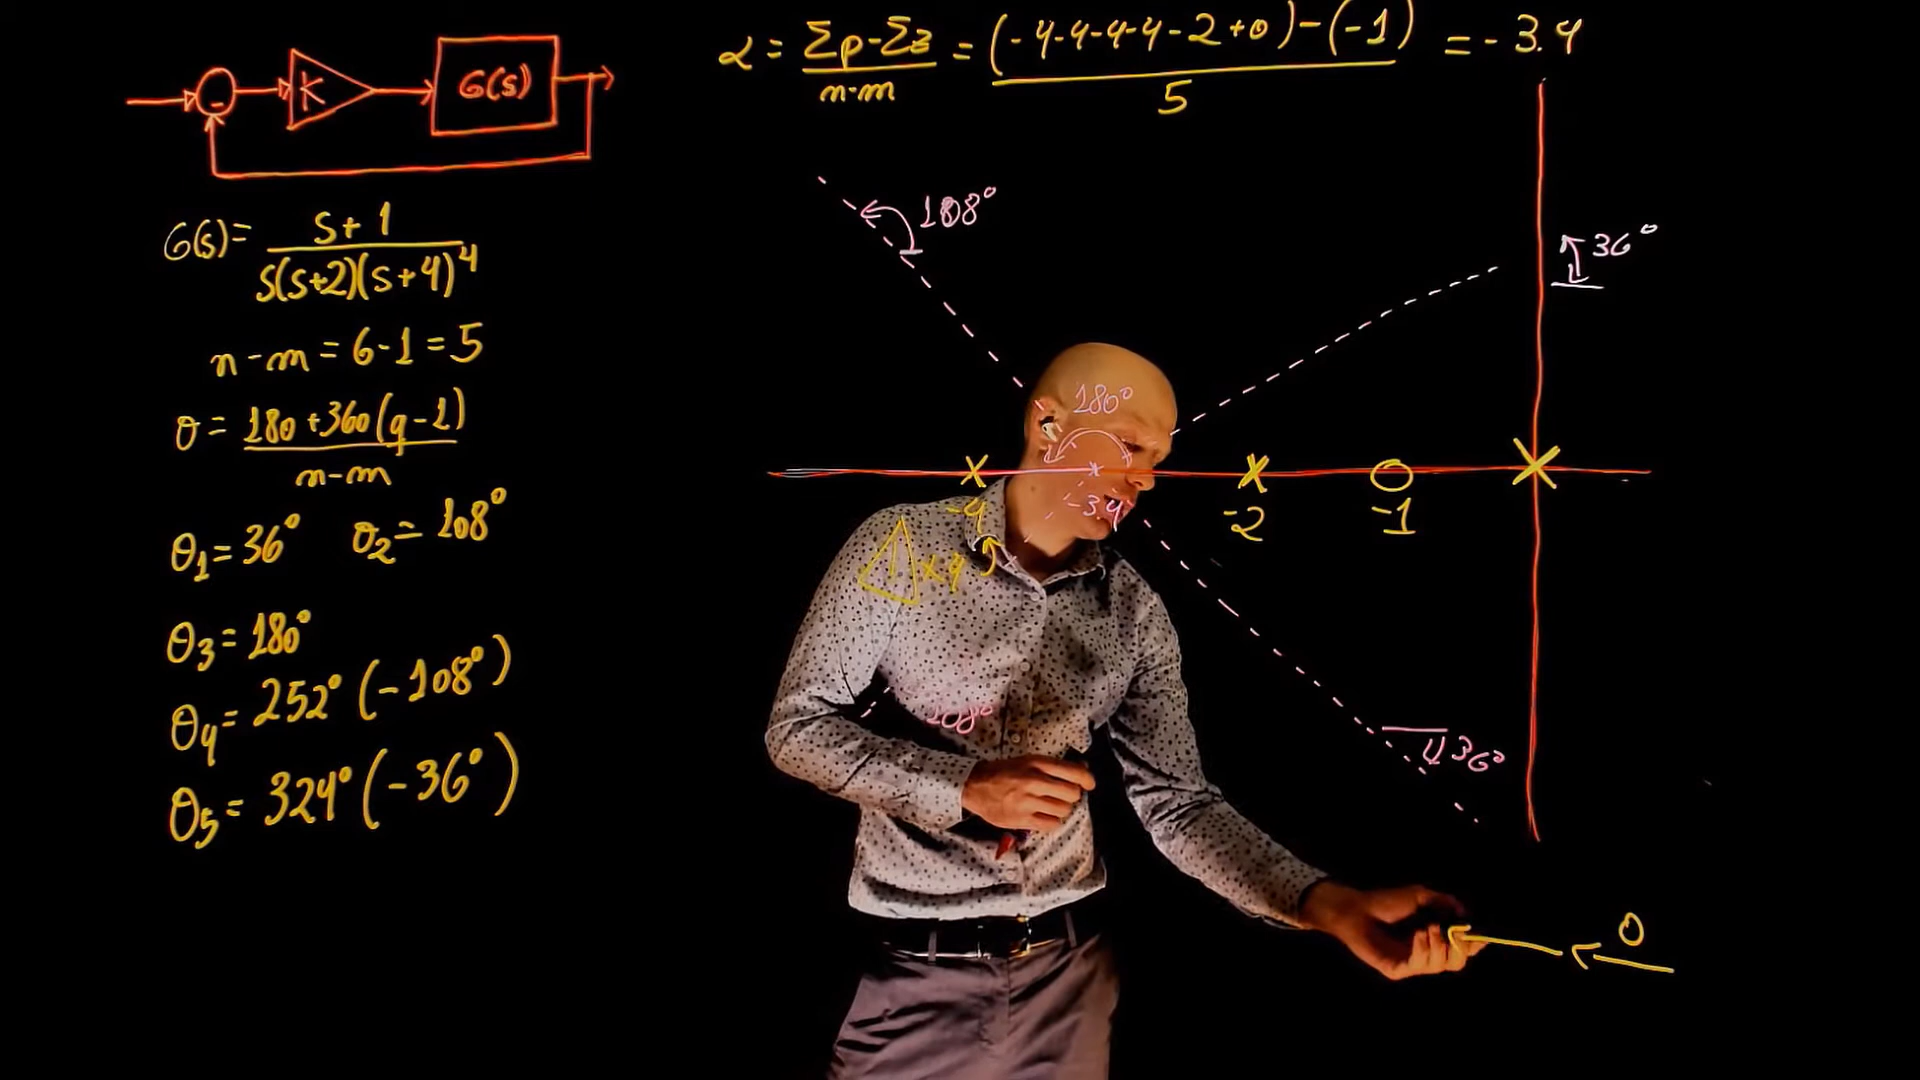 K
G(s)
-
α = Σp-Σz / n-m = (-4-4-4-4-2+0)-(-1) / 5 = -3.4
G(s)= s+1 / s(s+2)(s+4)^4
n-m = 6-1 = 5
θ = 180+360(q-1) / n-m
θ1=36° θ2=108°
θ3=180°
θ4=252° (-108°)
θ5=324° (-36°)
108°
36°
180°
-4
-3.4
-2
-1
x4
108°
36°
0